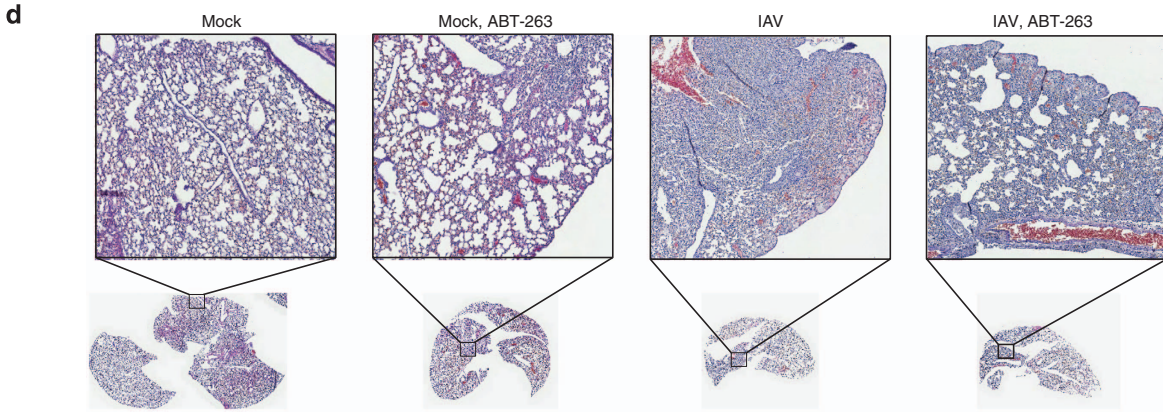 d
Mock
Mock, ABT-263
IAV
IAV, ABT-263